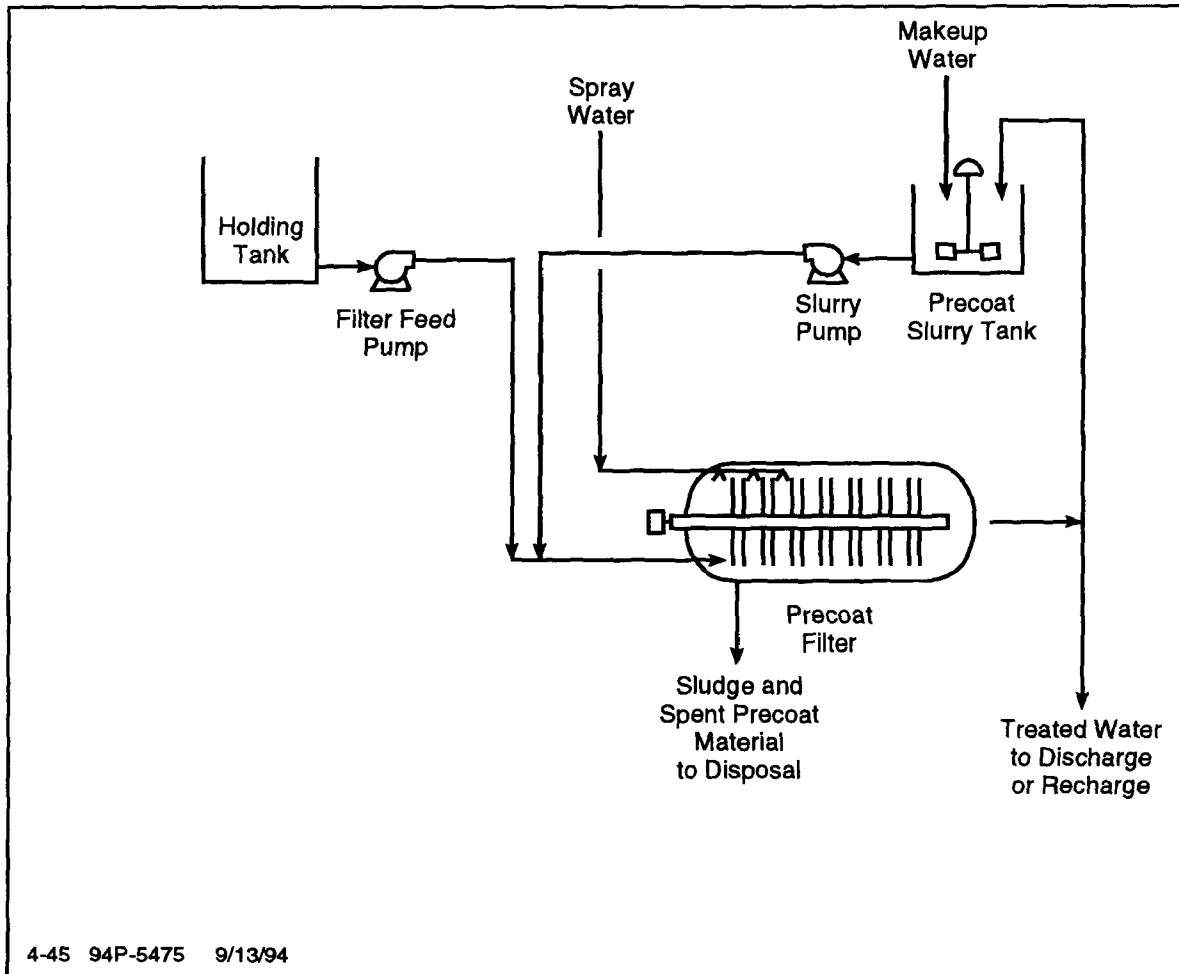 Makeup
Water
Spray
Water
Holding
Tank
Filter Feed
Pump
Slurry
Pump
Precoat
Slurry Tank
Precoat
Filter
Sludge and
Spent Precoat
Material
to Disposal
Treated Water
to Discharge
or Recharge
4-45 94P-5475 9/13/94